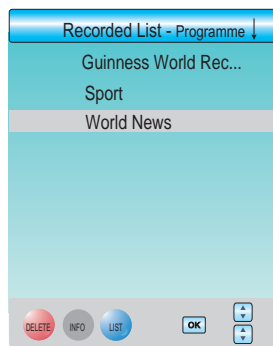 Recorded List - Programme ↓
Guinness World Rec...
Sport
World News
DELETE INFO LIST OK